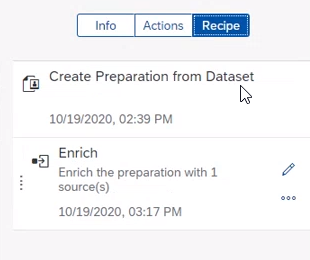 Info Actions Recipe
Create Preparation from Dataset
10/19/2020, 02:39 PM
Enrich
Enrich the preparation with 1
source(s)
10/19/2020, 03:17 PM